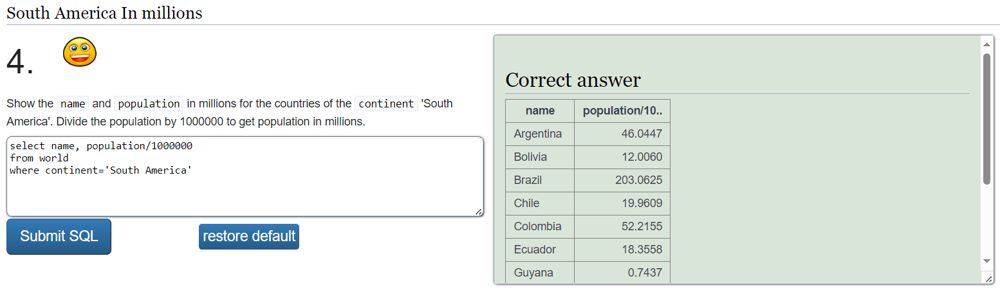 South America In millions
4.
Show the name and population in millions for the countries of the continent 'South
America'. Divide the population by 1000000 to get population in millions.
select name, population/1000000
from world
where continent='South America'
Submit SQL
restore default
Correct answer
name population/10..
Argentina 46.0447
Bolivia 12.0060
Brazil 203.0625
Chile 19.9609
Colombia 52.2155
Ecuador 18.3558
Guyana 0.7437